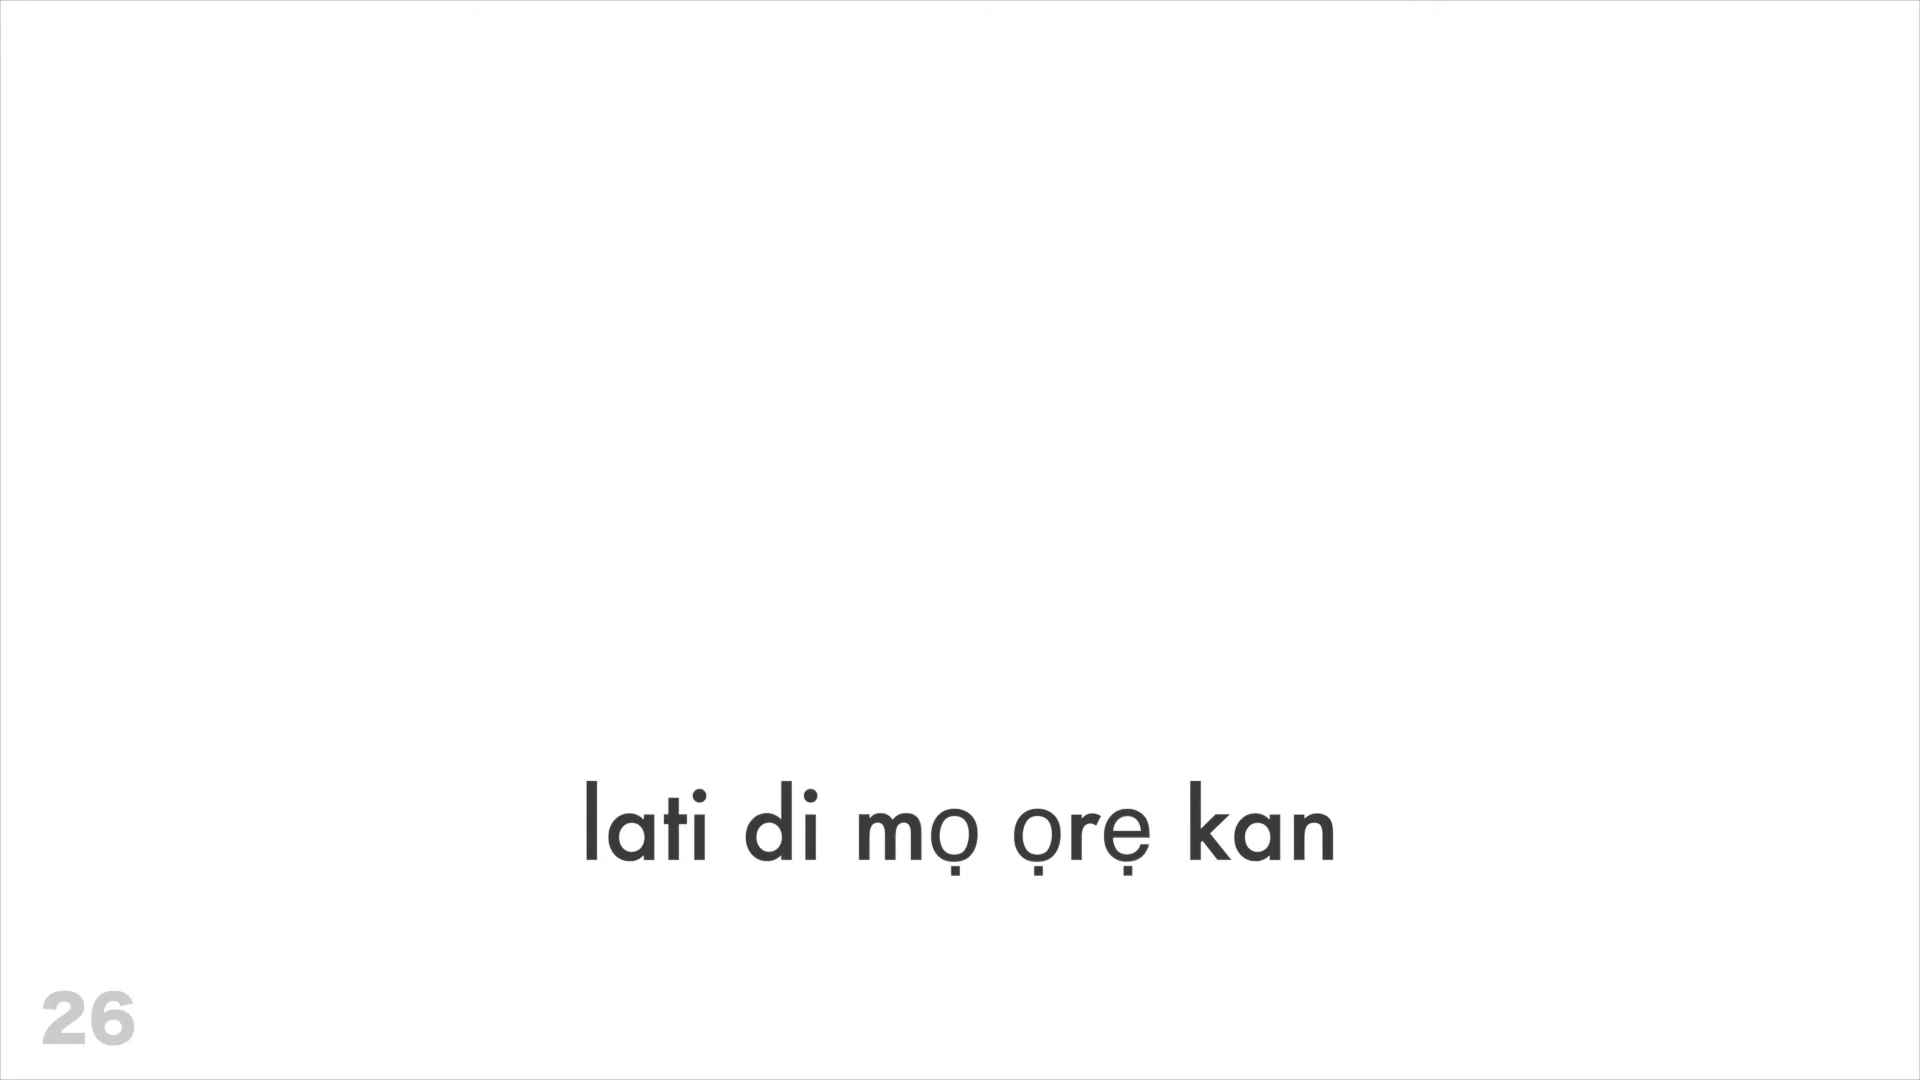 lati di mọ ọrẹ kan
26